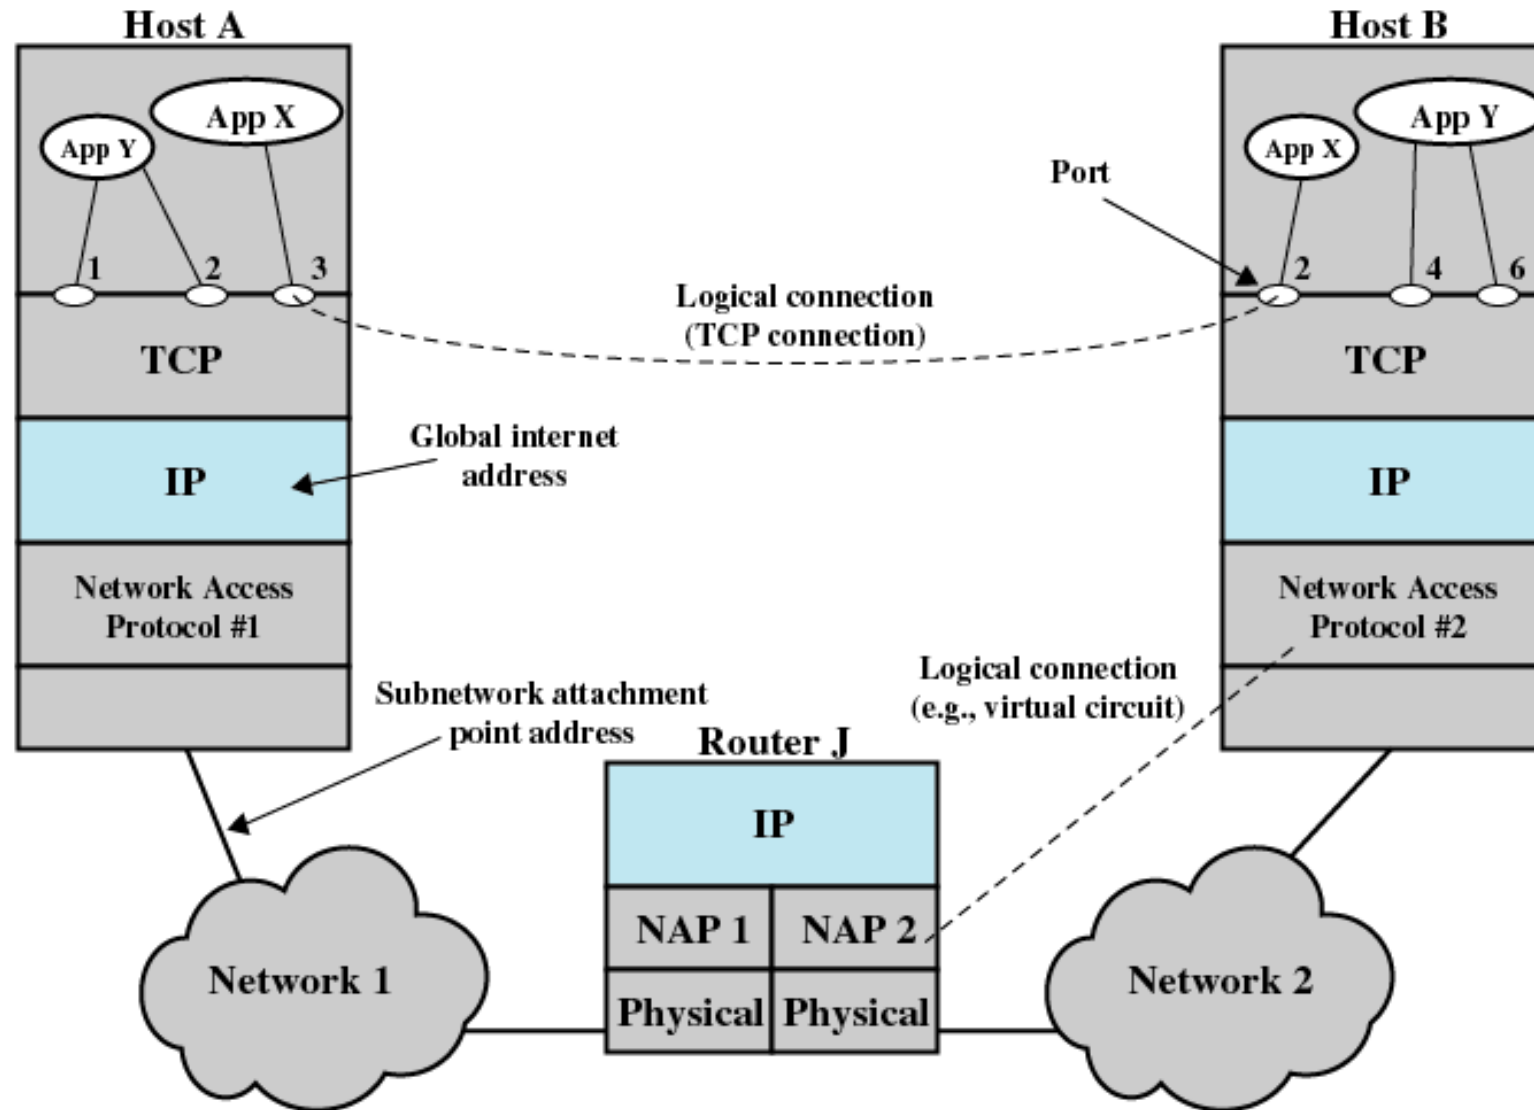 Host A
Host B
App X
App Y
App Y
App X
Port
1
2
3
2
4
6
Logical connection
(TCP connection)
TCP
TCP
Global internet
address
IP
IP
Network Access
Protocol #1
Network Access
Protocol #2
Logical connection
(e.g., virtual circuit)
Subnetwork attachment
point address
Router J
IP
NAP 1
NAP 2
Network 1
Network 2
Physical
Physical